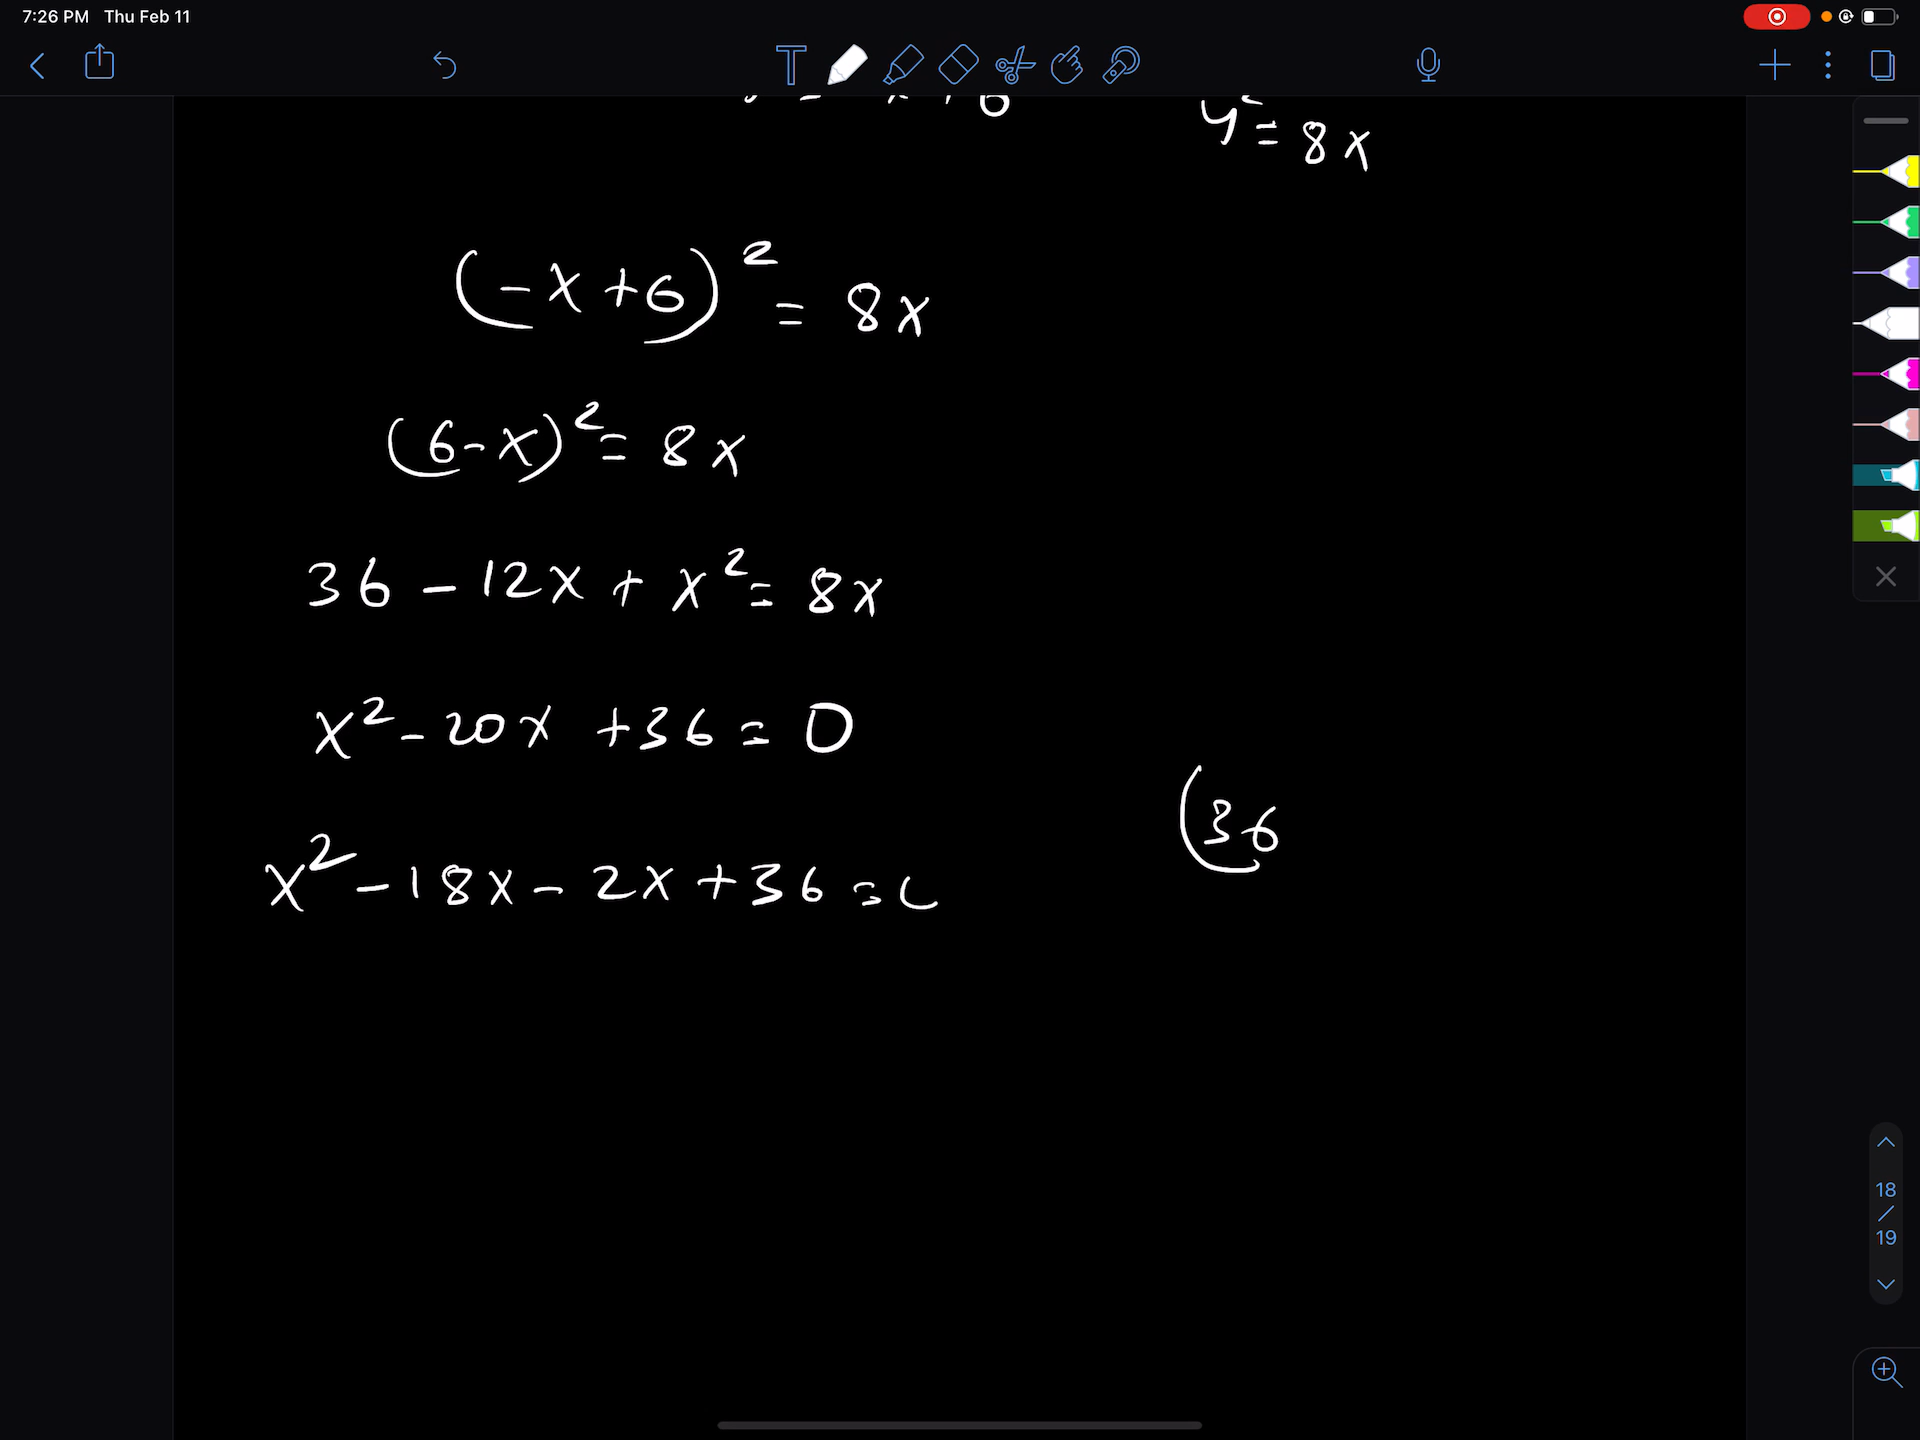 7:26 PM Thu Feb 11
T
y² = 8x
(-x+6)² = 8x
(6-x)² = 8x
36 - 12x + x² = 8x
x² - 20x + 36 = 0
(36
x² - 18x - 2x + 36 =
18
/
19